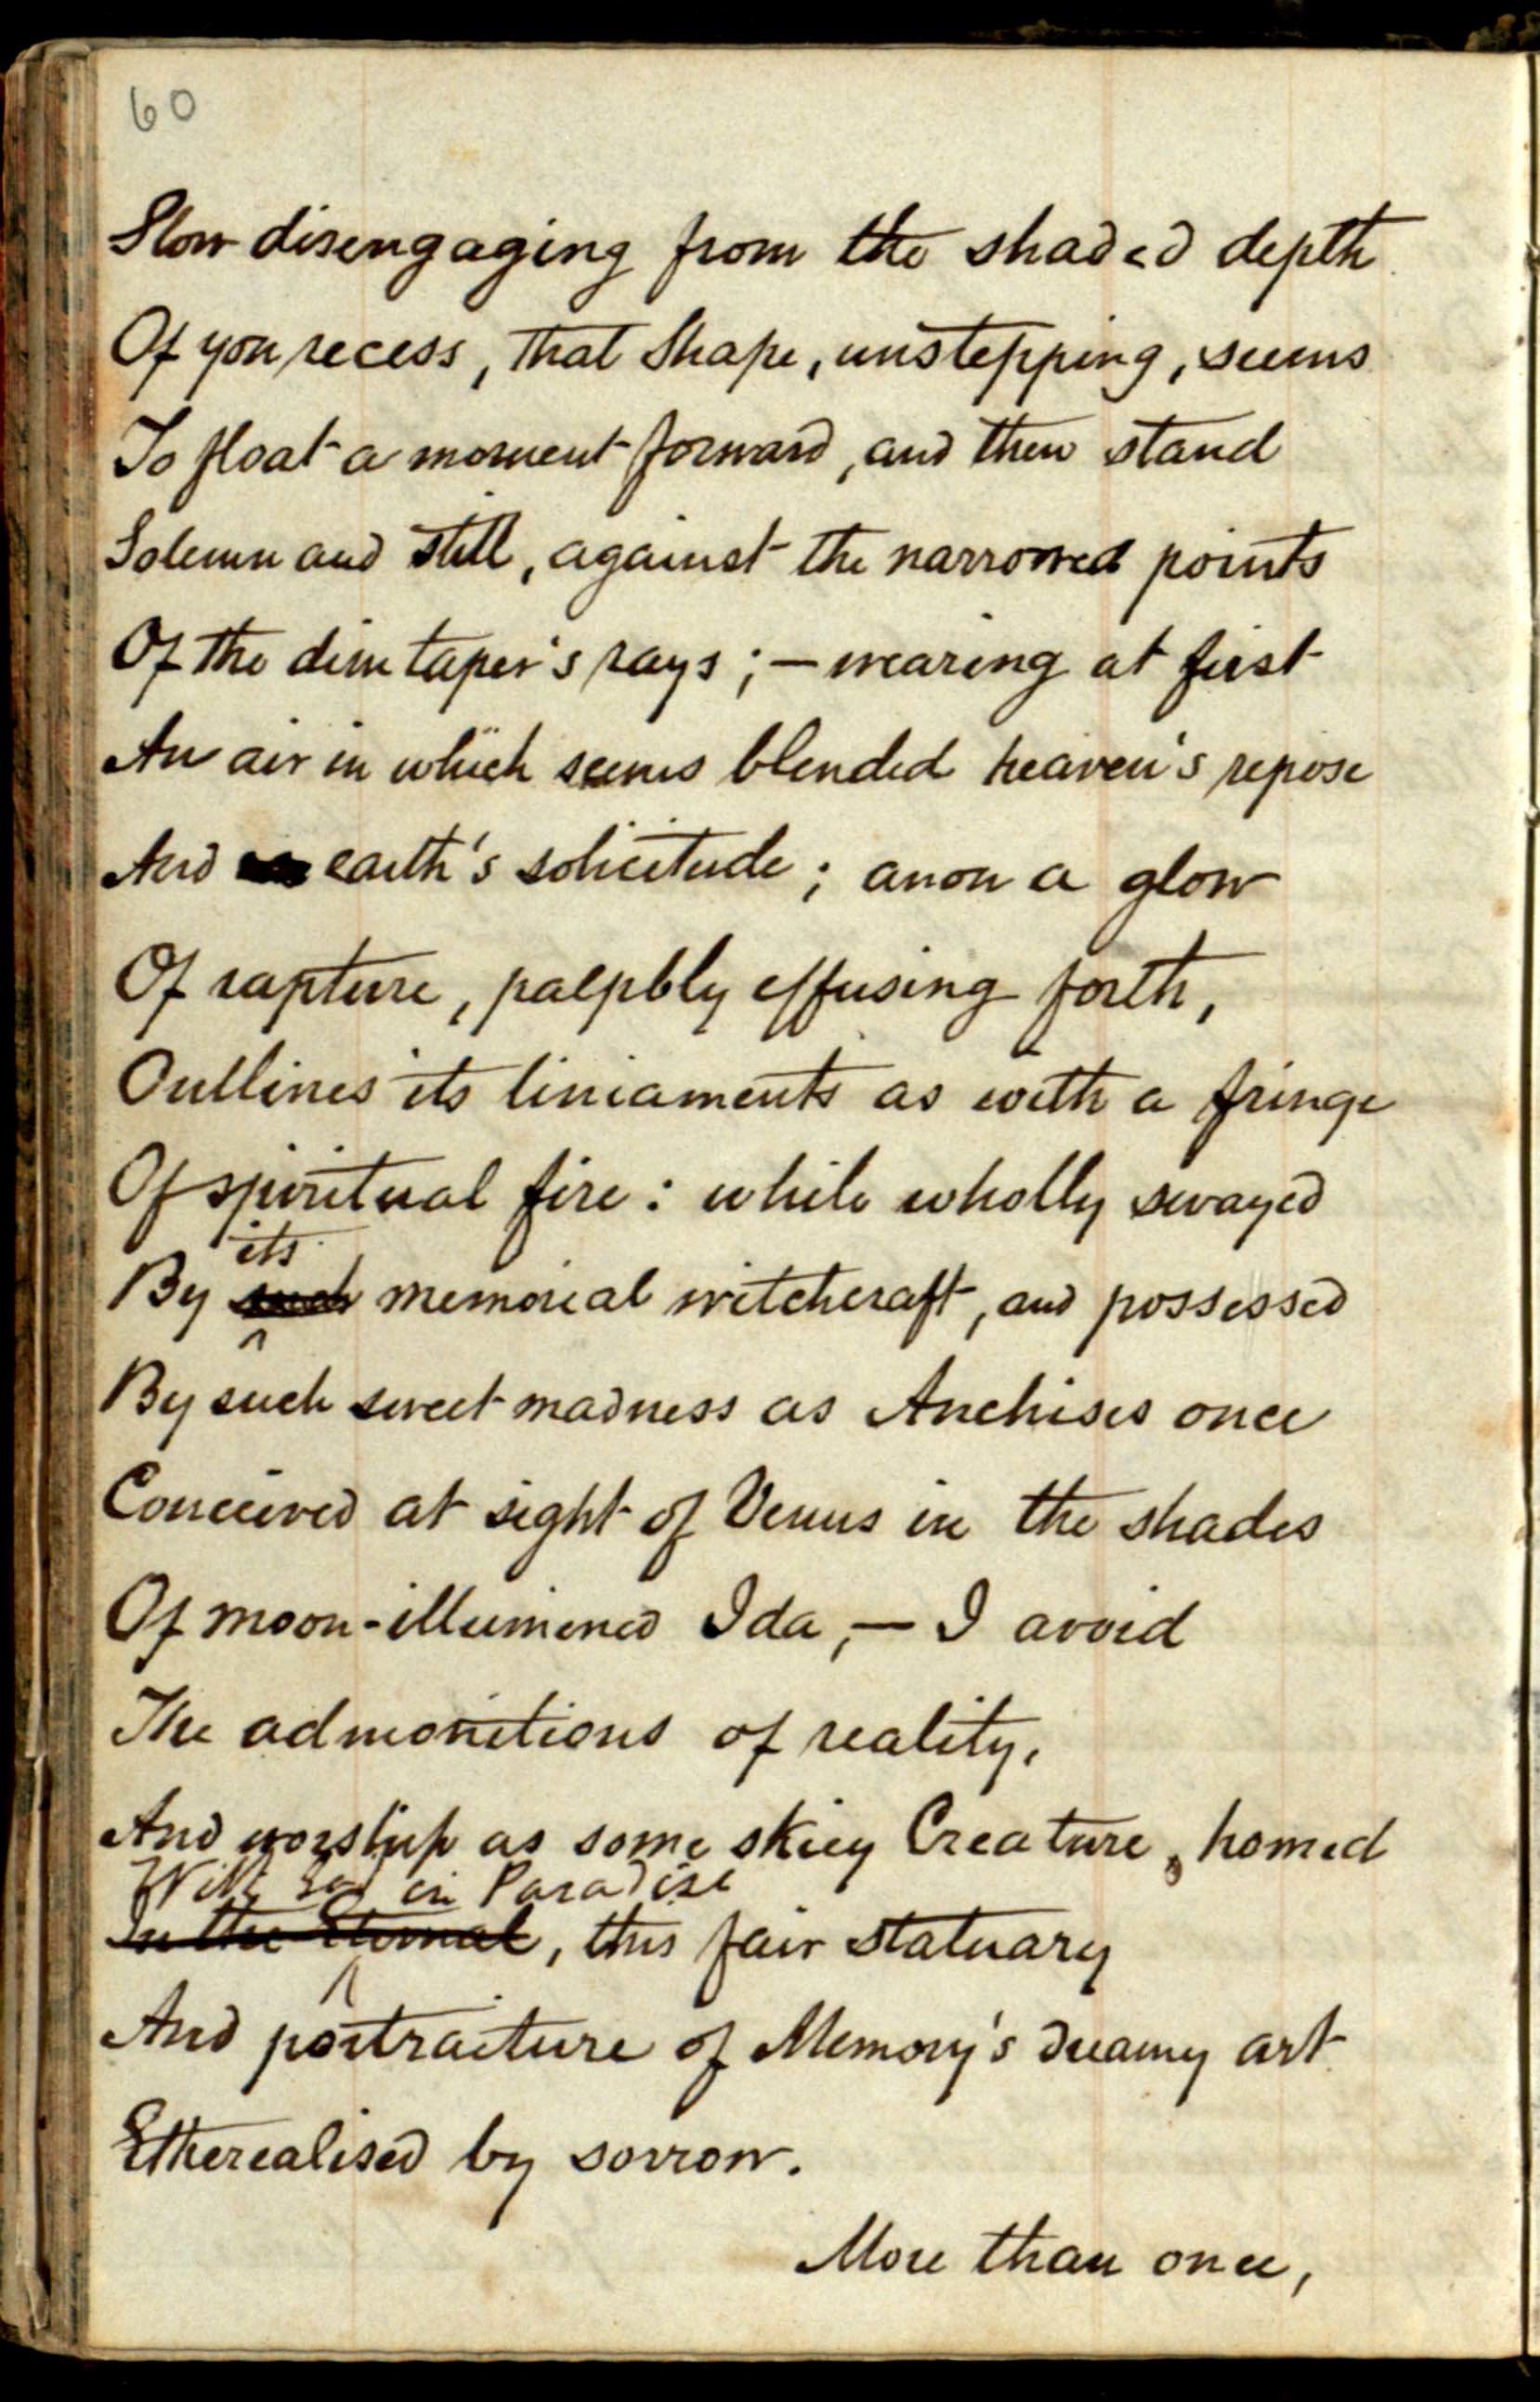 60
Slow disengaging from the shaded depth
Of yon recess, that Shape, unstepping, seems
To float a moment forward, and then stand
Solemn and still, against the narrowed points
Of the dim taper's rays; — wearing at first
An air in which seems blended heaven's repose
And earth's solicitude; anon a glow
Of rapture, palpbly effusing forth,
Outlines its liniaments as with a fringe
Of spiritual fire: while wholly swayed
its
By such memorial witchcraft, and possessed
By such sweet madness as Anchises once
Conceived at sight of Venus in the shades
Of moon-illumined Ida, — I avoid
The admonitions of reality,
And worship as some skiey Creature, homed
With God in Paradise
In the Eternal, this fair statuary
And portraiture of Memory's dreamy art
Etherealised by sorrow.
More than once,